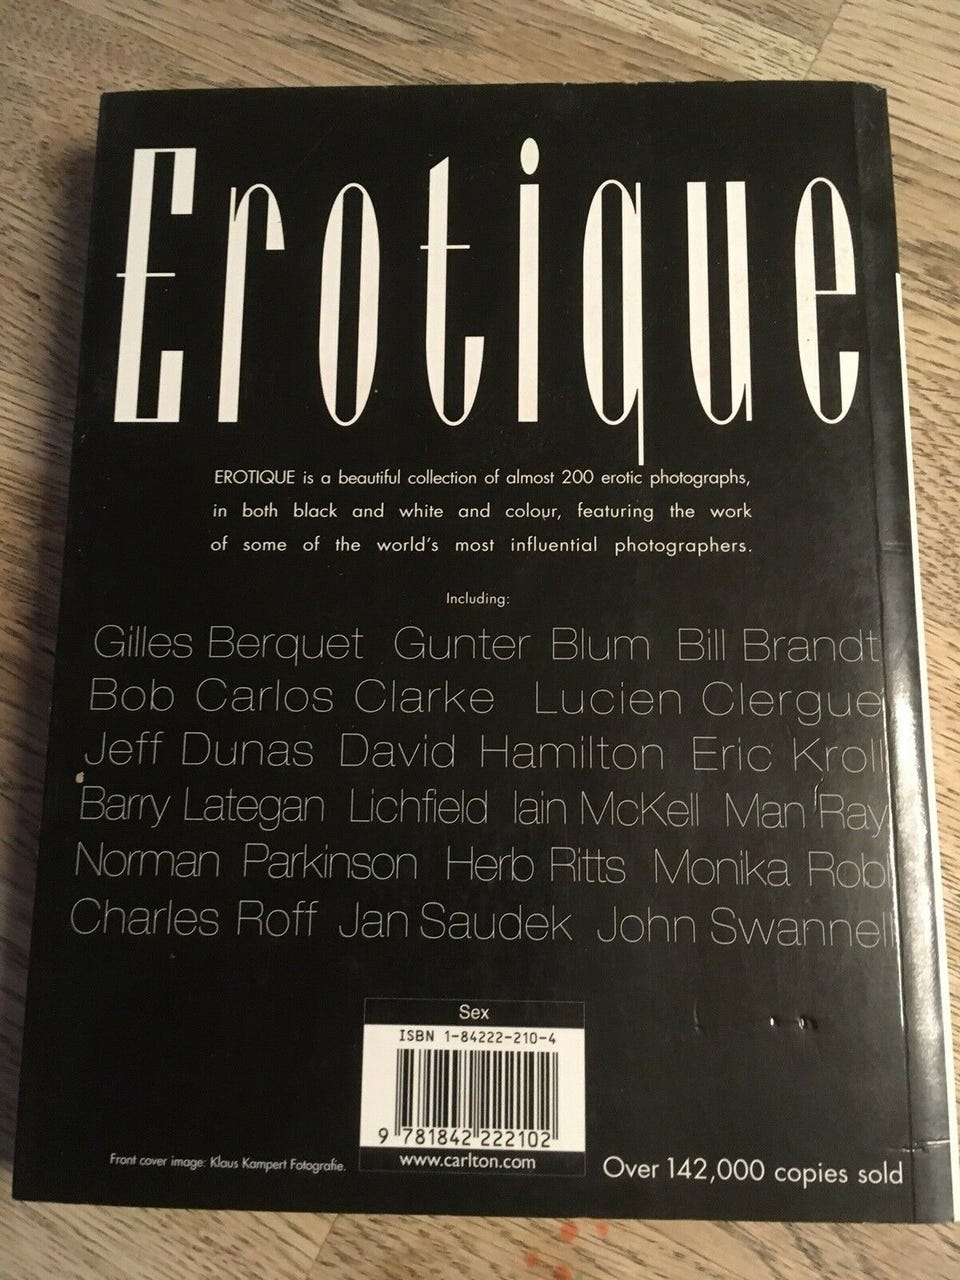 Erotique
EROTIQUE is a beautiful collection of almost 200 erotic photographs,
in both black and white and colour, featuring the work
of some of the world's most influential photographers.
Including:
Gilles Berquet Gunter Blum Bill Brandt
Bob Carlos Clarke Lucien Clergue
Jeff Dunas David Hamilton Eric Kroll
Barry Lategan Lichfield Iain McKell Man Ray
Norman Parkinson Herb Ritts Monika Rob
Charles Roff Jan Saudek John Swannell
Sex
ISBN 1-84222-210-4
9 781842 222102
www.carlton.com
Front cover image: Klaus Kampert Fotografie.
Over 142,000 copies sold